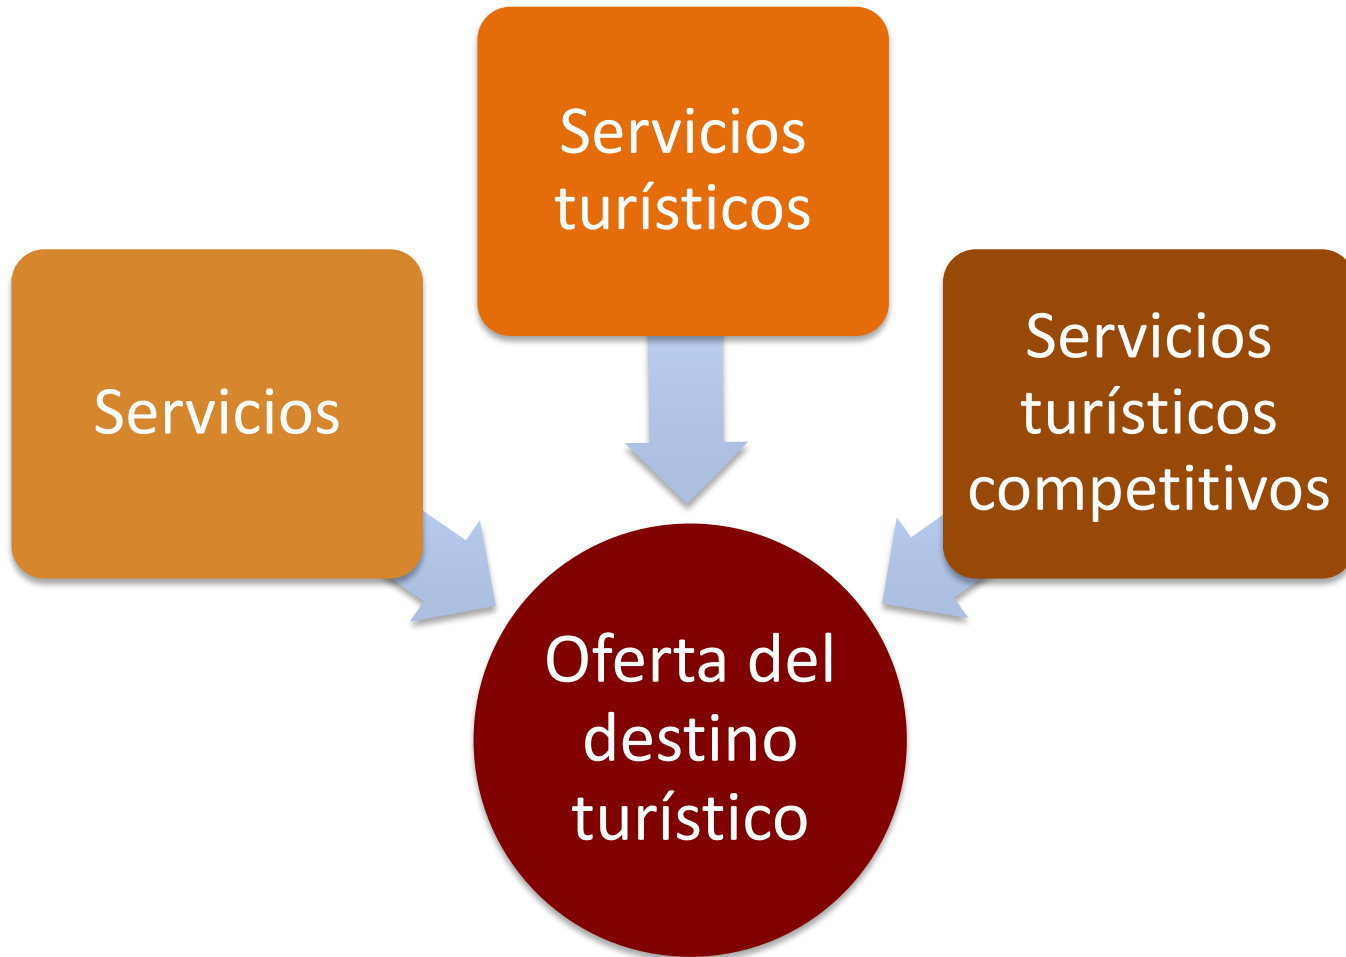 Servicios
turísticos
Servicios
Servicios
turísticos
competitivos
Oferta del
destino
turístico